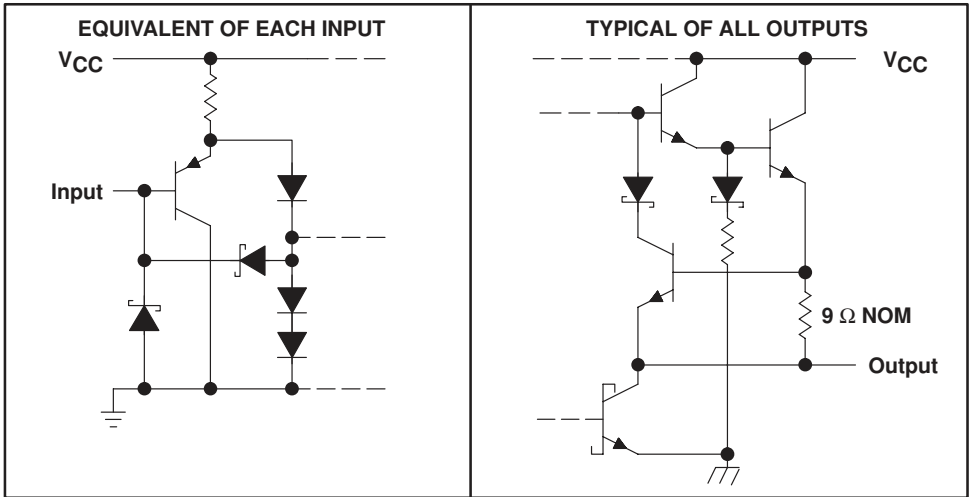 EQUIVALENT OF EACH INPUT
VCC
Input
TYPICAL OF ALL OUTPUTS
VCC
9 Ω NOM
Output